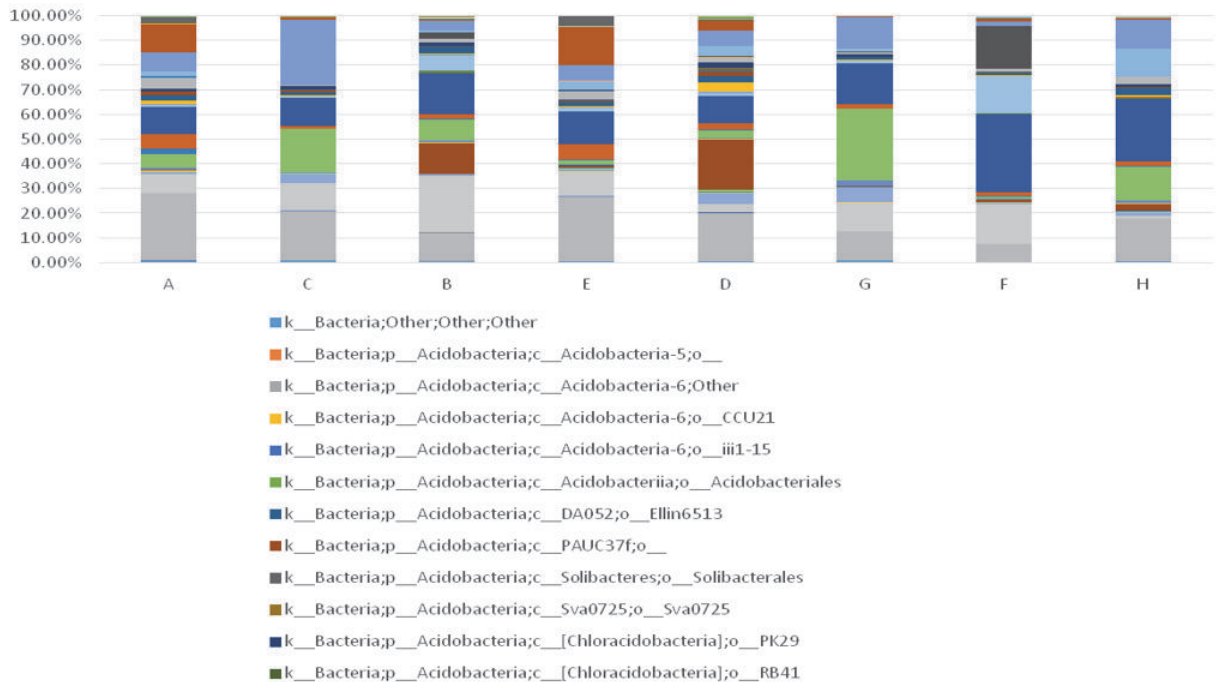 100.00%
90.00%
80.00%
70.00%
60.00%
50.00%
40.00%
30.00%
20.00%
10.00%
0.00%
A C B E D G F H
k__Bacteria;Other;Other;Other
k__Bacteria;p__Acidobacteria;c__Acidobacteria-5;o__
k__Bacteria;p__Acidobacteria;c__Acidobacteria-6;Other
k__Bacteria;p__Acidobacteria;c__Acidobacteria-6;o__CCU21
k__Bacteria;p__Acidobacteria;c__Acidobacteria-6;o__iii1-15
k__Bacteria;p__Acidobacteria;c__Acidobacteriia;o__Acidobacteriales
k__Bacteria;p__Acidobacteria;c__DA052;o__Ellin6513
k__Bacteria;p__Acidobacteria;c__PAUC37f;o__
k__Bacteria;p__Acidobacteria;c__Solibacteres;o__Solibacterales
k__Bacteria;p__Acidobacteria;c__Sva0725;o__Sva0725
k__Bacteria;p__Acidobacteria;c__[Chloracidobacteria];o__PK29
k__Bacteria;p__Acidobacteria;c__[Chloracidobacteria];o__RB41